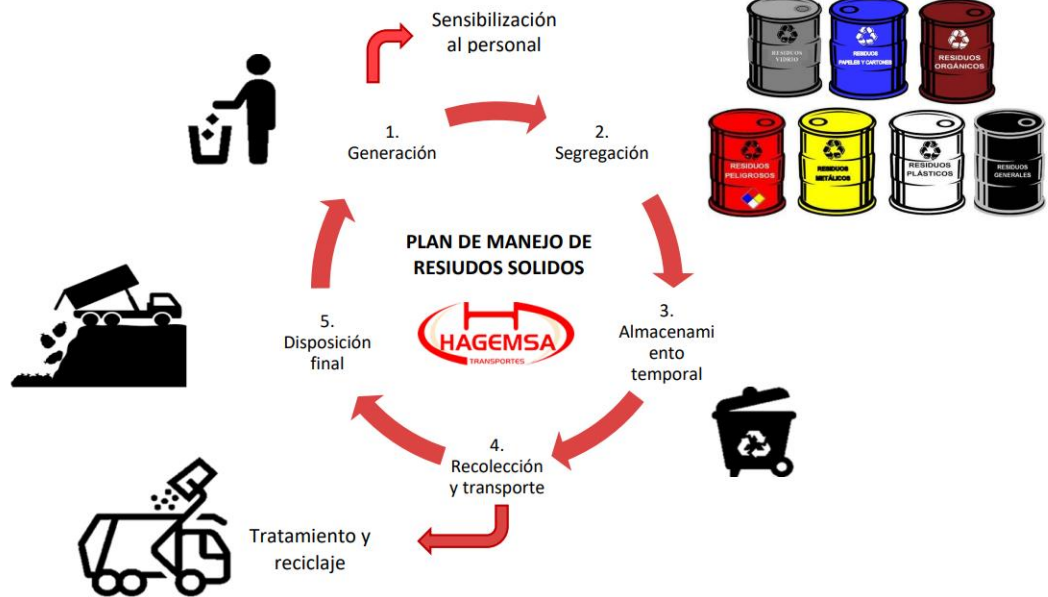 Sensibilización
al personal
1.
Generación
2.
Segregación
RESIDUOS
VIDRIO
RESIDUOS
PAPELES Y CARTONES
RESIDUOS
ORGÁNICOS
RESIDUOS
PELIGROSOS
RESIDUOS
METÁLICOS
RESIDUOS
PLÁSTICOS
RESIDUOS
GENERALES
PLAN DE MANEJO DE
RESIUDOS SOLIDOS
HAGEMSA
TRANSPORTES
3.
Almacenami
ento
temporal
4.
Recolección
y transporte
5.
Disposición
final
Tratamiento y
reciclaje